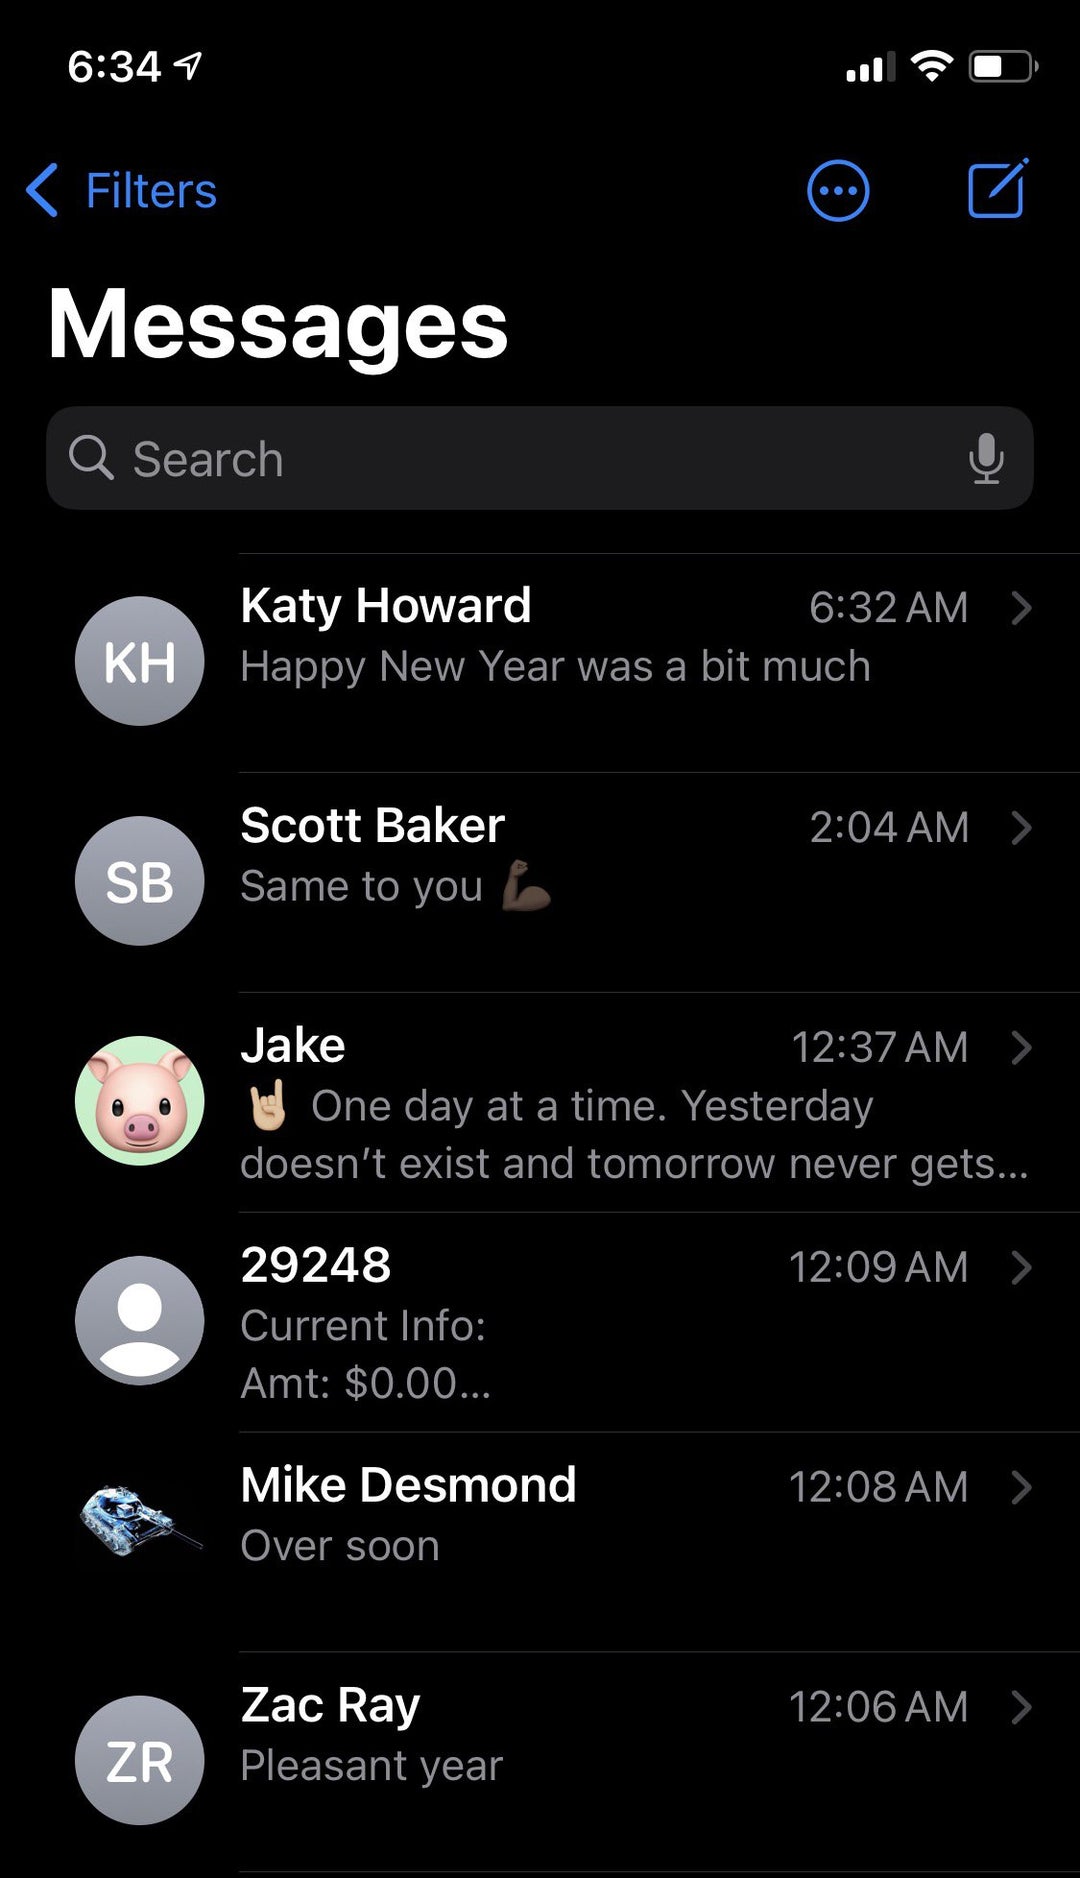 6:34
Filters
Messages
Search
KH
Katy Howard
6:32 AM
Happy New Year was a bit much
SB
Scott Baker
2:04 AM
Same to you 💪🏿
Jake
12:37 AM
🤘🏼 One day at a time. Yesterday
doesn’t exist and tomorrow never gets...
29248
12:09 AM
Current Info:
Amt: $0.00...
Mike Desmond
12:08 AM
Over soon
ZR
Zac Ray
12:06 AM
Pleasant year